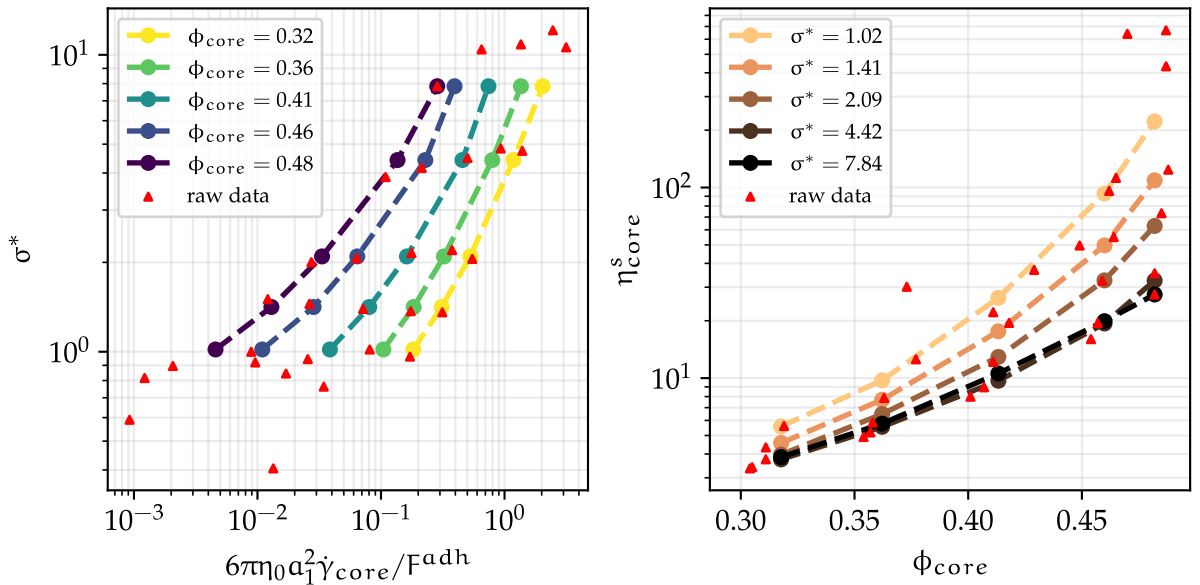 σ*
10¹
10⁰
ϕcore = 0.32
ϕcore = 0.36
ϕcore = 0.41
ϕcore = 0.46
ϕcore = 0.48
raw data
10⁻³ 10⁻² 10⁻¹ 10⁰
6πη₀a₁²γ̇core/Fᵃᵈʰ
ηˢcore
10²
10¹
σ* = 1.02
σ* = 1.41
σ* = 2.09
σ* = 4.42
σ* = 7.84
raw data
0.30 0.35 0.40 0.45
ϕcore